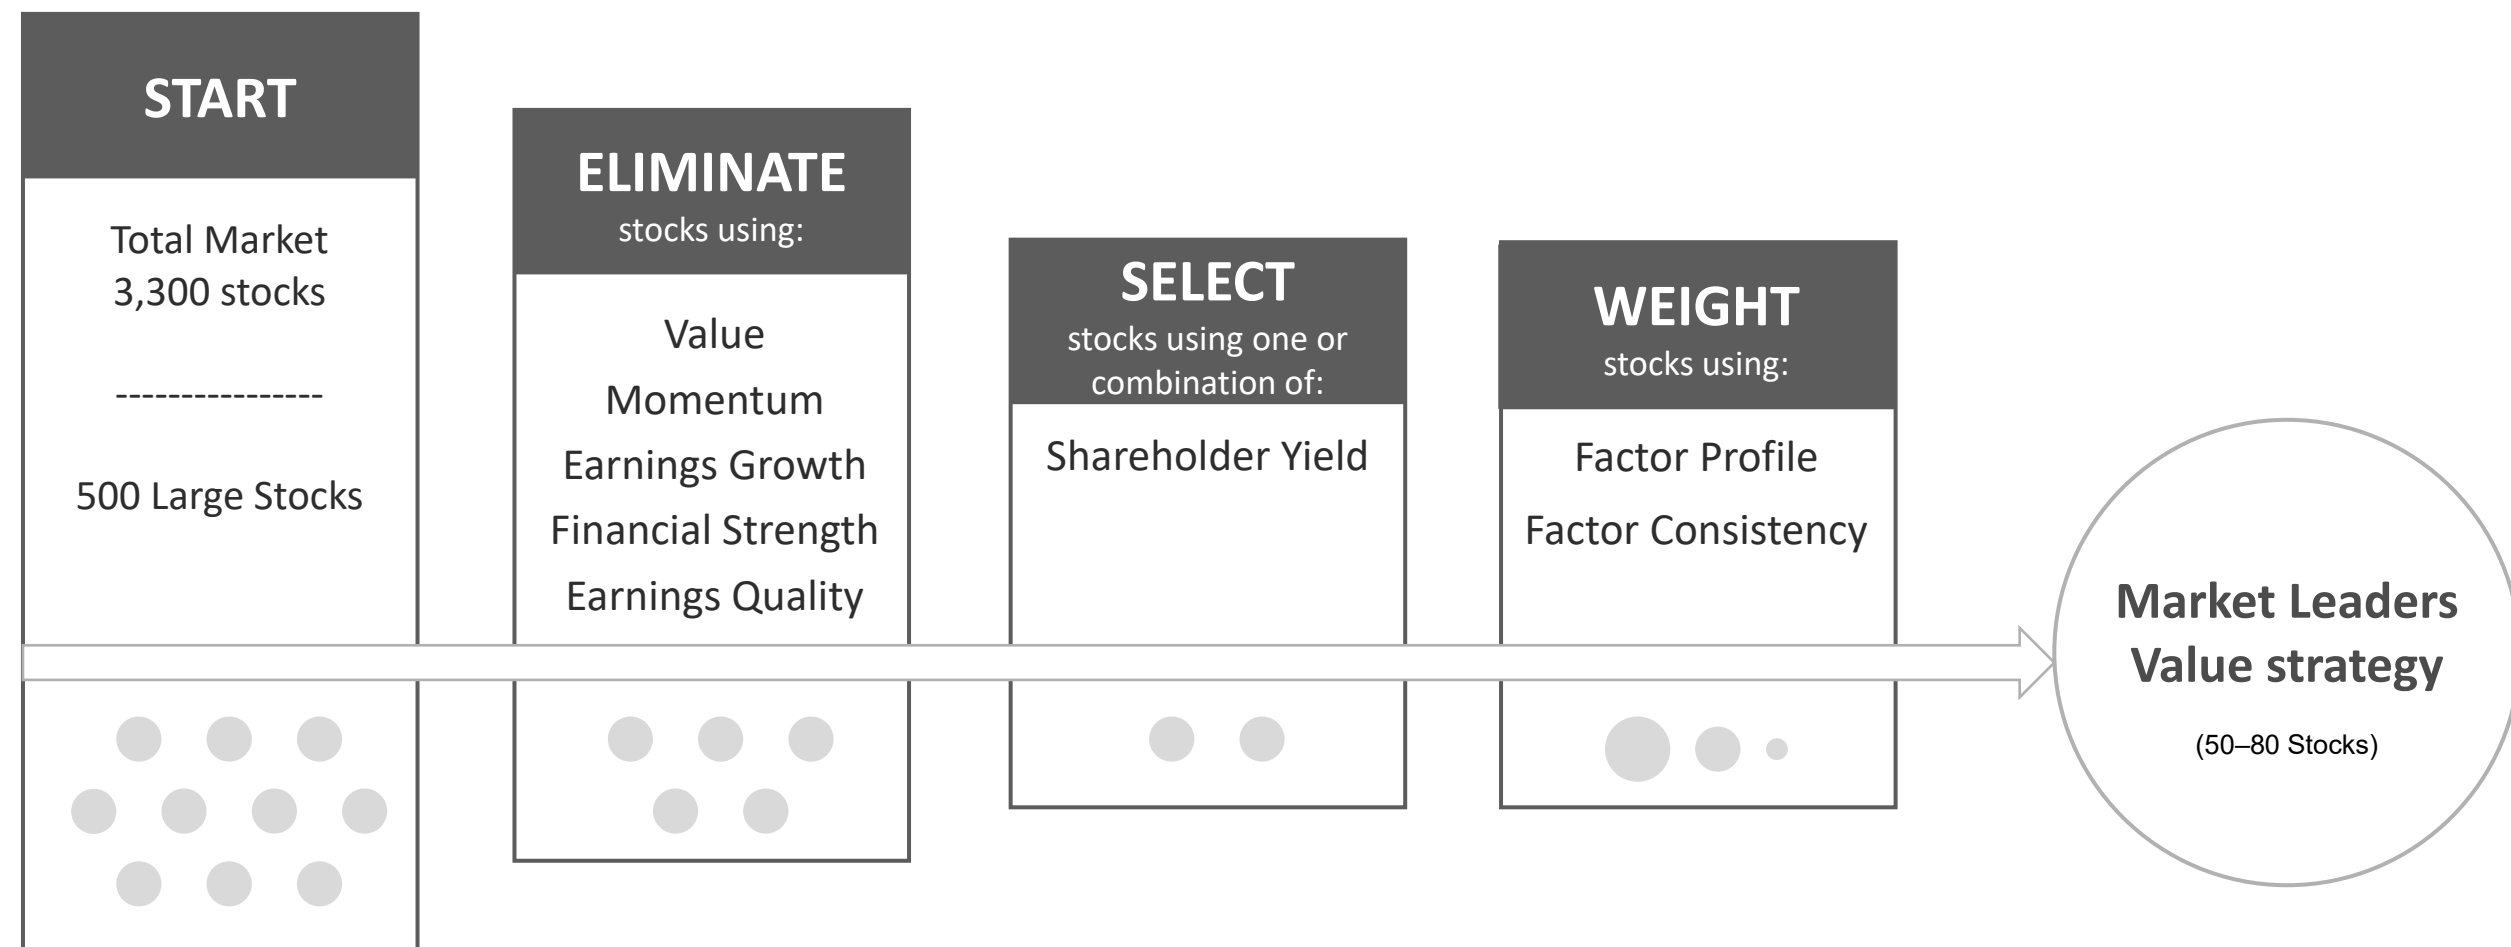 START
Total Market
3,300 stocks
----------------
500 Large Stocks
ELIMINATE
stocks using:
Value
Momentum
Earnings Growth
Financial Strength
Earnings Quality
SELECT
stocks using one or
combination of:
Shareholder Yield
WEIGHT
stocks using:
Factor Profile
Factor Consistency
Market Leaders
Value strategy
(50–80 Stocks)